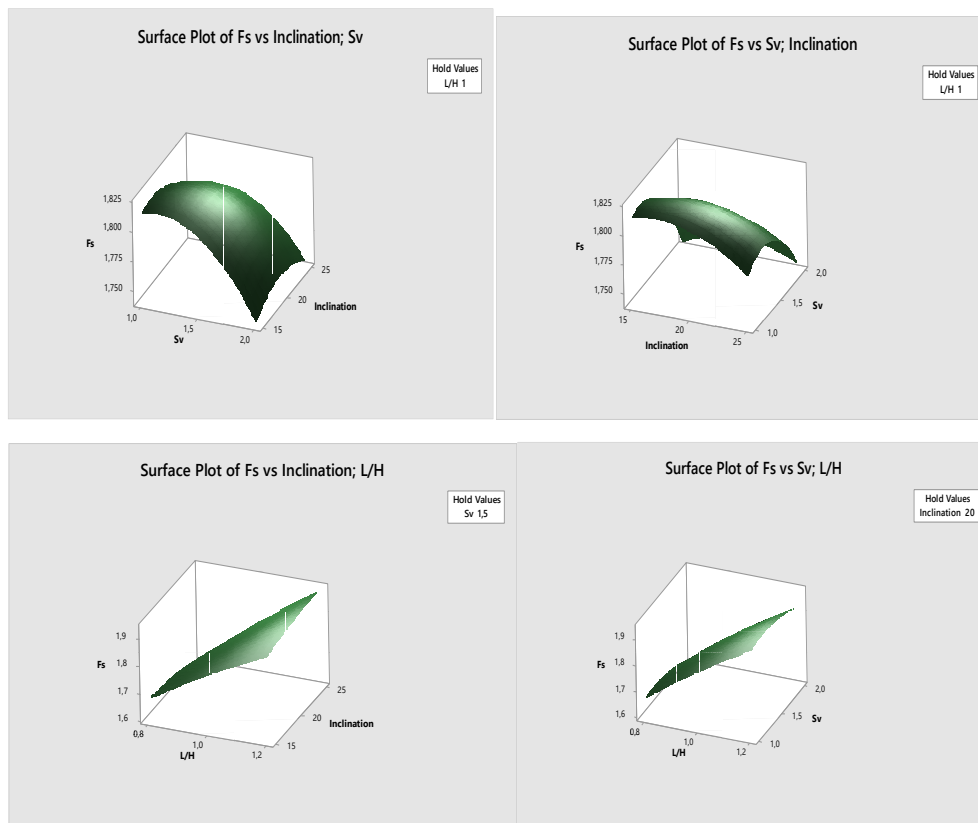 Surface Plot of Fs vs Inclination; Sv
Hold Values
L/H 1
1,825
1,800
Fs
1,775
1,750
1,0
1,5
Sv
2,0
15
20
25
Inclination
Surface Plot of Fs vs Sv; Inclination
Hold Values
L/H 1
1,825
1,800
Fs
1,775
1,750
15
20
Inclination
25
1,0
1,5
2,0
Sv
Surface Plot of Fs vs Inclination; L/H
Hold Values
Sv 1,5
1,9
Fs
1,8
1,7
1,6
0,8
1,0
L/H
1,2
15
20
25
Inclination
Surface Plot of Fs vs Sv; L/H
Hold Values
Inclination 20
1,9
Fs
1,8
1,7
1,6
0,8
1,0
L/H
1,2
1,0
1,5
2,0
Sv